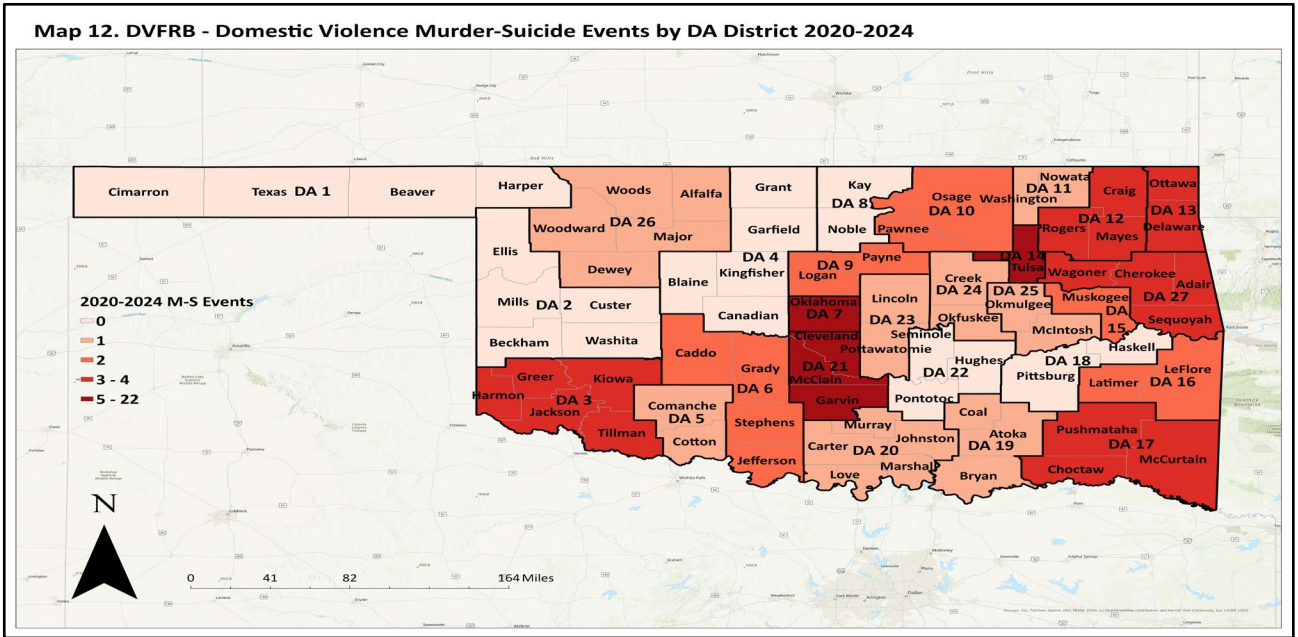 Map 12. DVFRB - Domestic Violence Murder-Suicide Events by DA District 2020-2024
Cimarron
Texas DA 1
Beaver
Harper
Woods
Alfalfa
Grant
Kay
DA 8
Osage
DA 10
Washington
Nowata
DA 11
Craig
Ottawa
Woodward
DA 26
Major
Garfield
Noble
Pawnee
Rogers
DA 12
Mayes
DA 13
Delaware
Ellis
Dewey
Blaine
DA 4
Kingfisher
DA 9
Logan
Payne
Creek
DA 24
DA 14
Tulsa
Wagoner
Cherokee
Adair
DA 27
Sequoyah
Mills
DA 2
Custer
Canadian
Oklahoma
DA 7
Lincoln
DA 23
Okfuskee
DA 25
Okmulgee
Muskogee
DA
15
McIntosh
Beckham
Washita
Caddo
Grady
DA 6
Cleveland
DA 21
McClain
Pottawatomie
Seminole
Hughes
DA 22
DA 18
Pittsburg
Haskell
LeFlore
Latimer
DA 16
Greer
Kiowa
Harmon
DA 3
Jackson
Tillman
Comanche
DA 5
Cotton
Stephens
Jefferson
Garvin
Pontotoc
Murray
Carter
DA 20
Johnston
Love
Marshall
Coal
Atoka
DA 19
Bryan
Pushmataha
DA 17
Choctaw
McCurtain
2020-2024 M-S Events
0
1
2
3 - 4
5 - 22
N
0 41 82 164 Miles
Wichita
Amarillo
Lubbock
Wichita Falls
Dallas
Red Hills